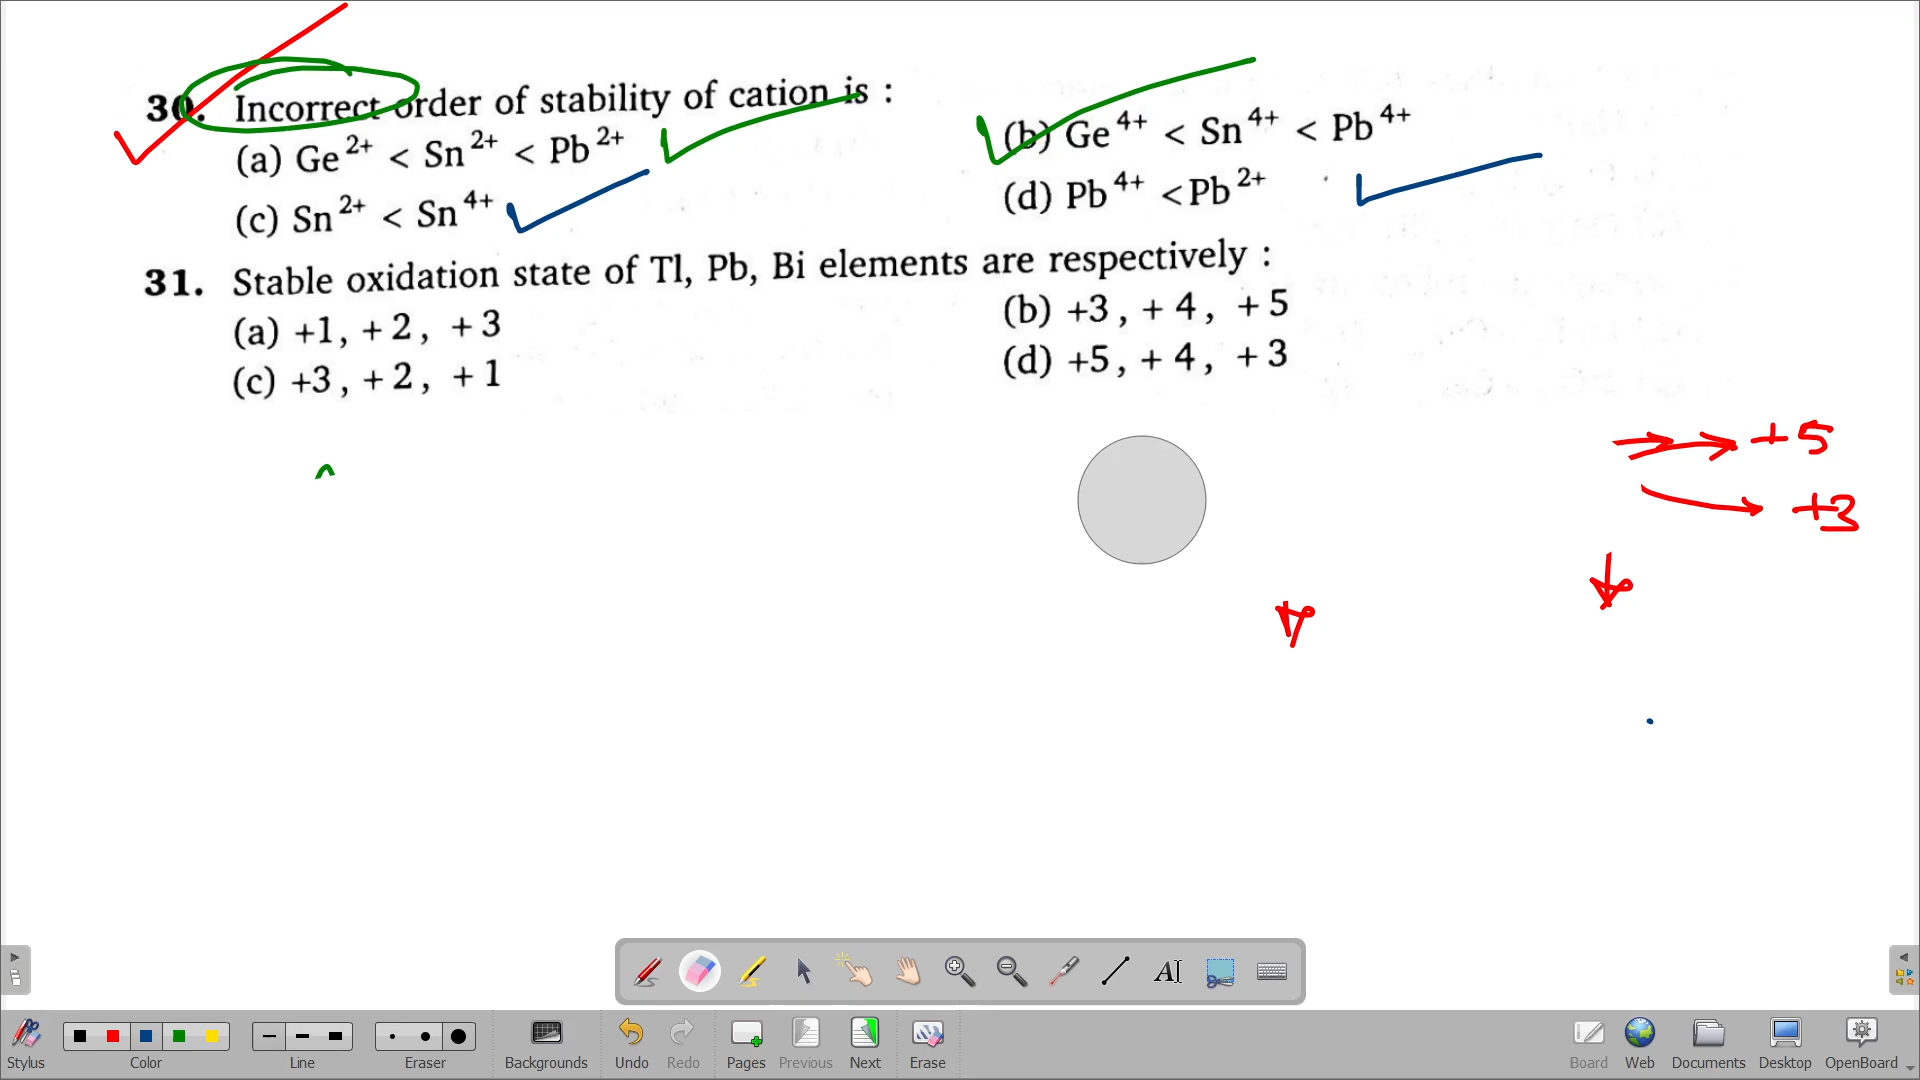 30. Incorrect order of stability of cation is :
(a) Ge2+ < Sn2+ < Pb2+
(b) Ge4+ < Sn4+ < Pb4+
(c) Sn2+ < Sn4+
(d) Pb4+ < Pb2+
31. Stable oxidation state of Tl, Pb, Bi elements are respectively :
(a) +1, +2, +3
(b) +3, +4, +5
(c) +3, +2, +1
(d) +5, +4, +3
+5
+3
Stylus Color Line Eraser Backgrounds Undo Redo Pages Previous Next Erase Board Web Documents Desktop OpenBoard